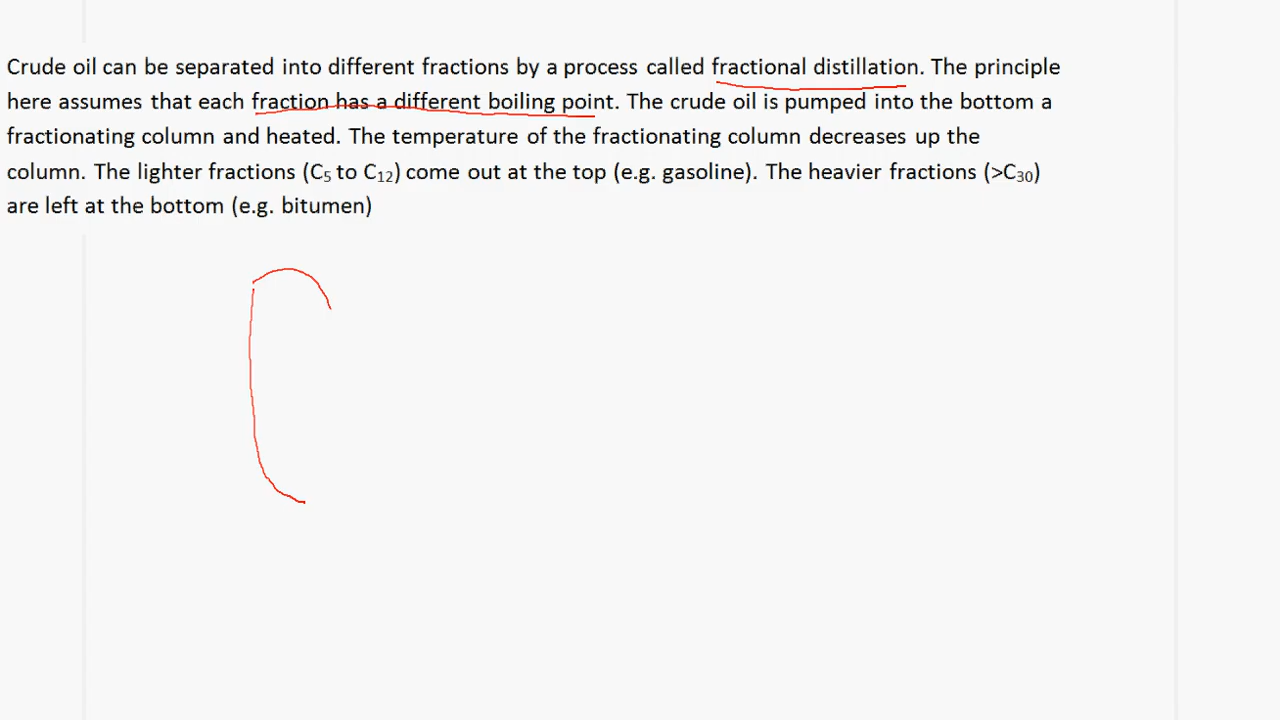 Crude oil can be separated into different fractions by a process called fractional distillation. The principle
here assumes that each fraction has a different boiling point. The crude oil is pumped into the bottom a
fractionating column and heated. The temperature of the fractionating column decreases up the
column. The lighter fractions (C₅ to C₁₂) come out at the top (e.g. gasoline). The heavier fractions (>C₃₀)
are left at the bottom (e.g. bitumen)